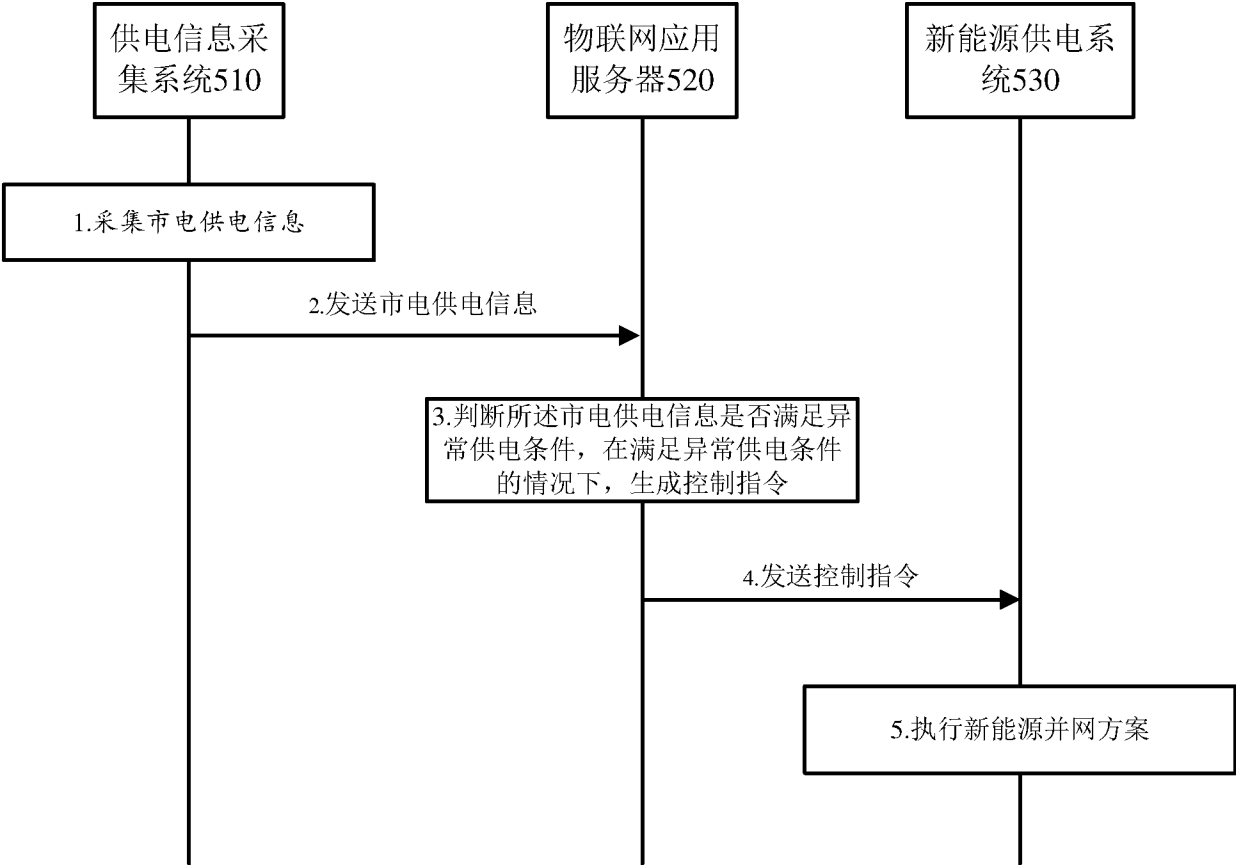 供电信息采
集系统510
物联网应用
服务器520
新能源供电系
统530
1.采集市电供电信息
2.发送市电供电信息
3.判断所述市电供电信息是否满足异
常供电条件，在满足异常供电条件
的情况下，生成控制指令
4.发送控制指令
5.执行新能源并网方案